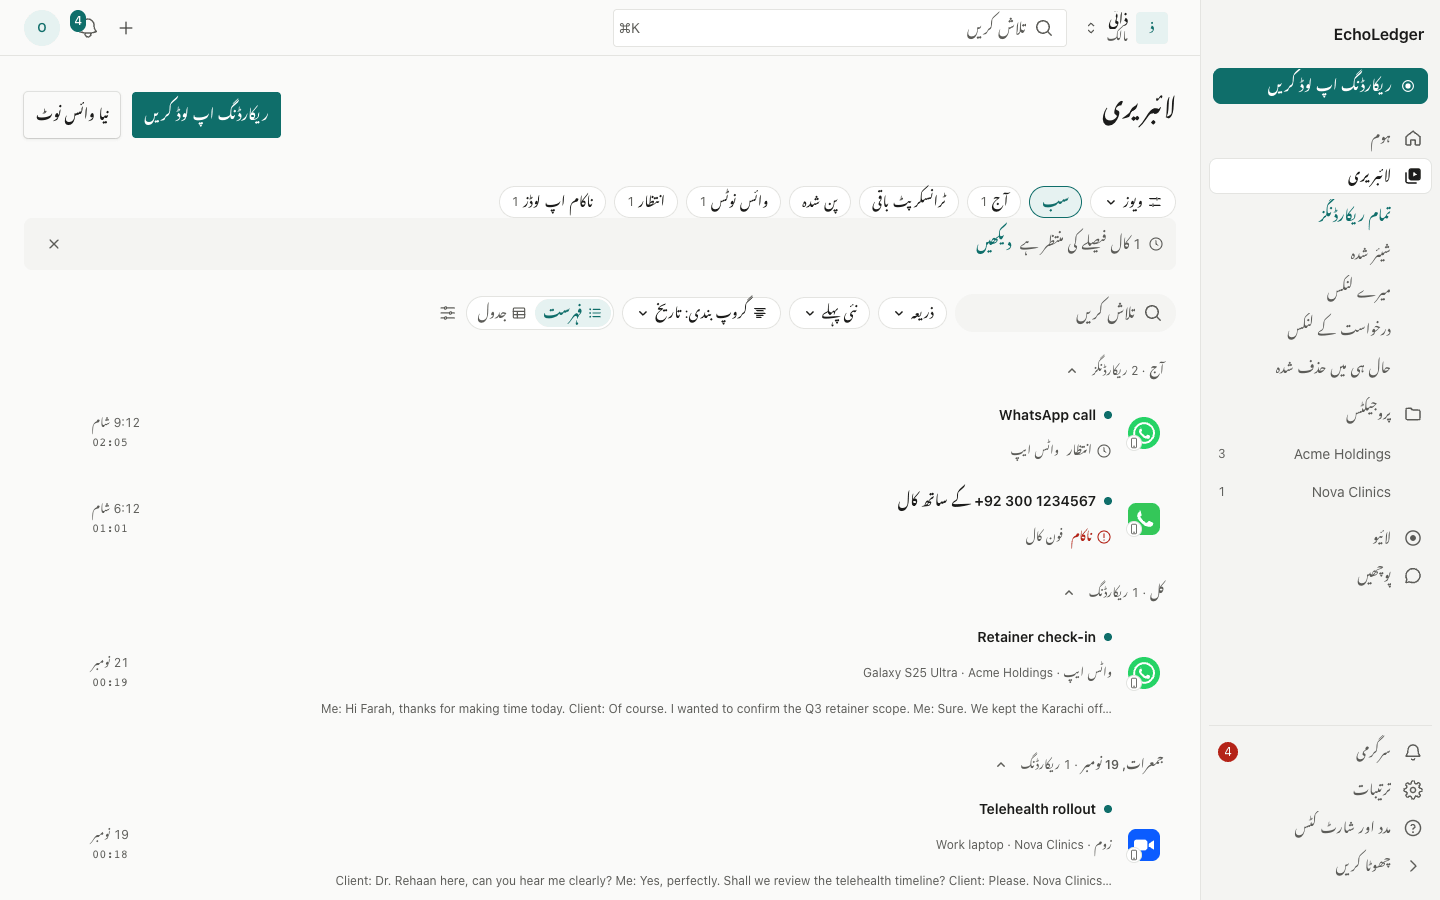 EchoLedger
ریکارڈنگ اپ لوڈ کریں
ہوم
لائبریری
تمام ریکارڈنگز
شیئر شدہ
میرے لنکس
درخواست کے لنکس
حال ہی میں حذف شدہ
پروجیکٹس
Acme Holdings 3
Nova Clinics 1
لائیو
پوچھیں
سرگرمی 4
ترتیبات
مدد اور شارٹ کٹس
چھوٹا کریں
ذ ذاتی
مالک
تلاش کریں ⌘K
4
O
لائبریری
ریکارڈنگ اپ لوڈ کریں نیا وائس نوٹ
ویوز سب آج 1 ٹرانسکرپٹ باقی پن شدہ وائس نوٹس 1 انتظار 1 ناکام اپ لوڈز 1
1 کال فیصلے کی منتظر ہے دیکھیں
تلاش کریں ذریعہ نئی پہلے گروپ بندی: تاریخ فہرست جدول
آج · 2 ریکارڈنگز
WhatsApp call
انتظار واٹس ایپ
9:12 شام
02:05
+92 300 1234567 کے ساتھ کال
ناکام فون کال
6:12 شام
01:01
کل · 1 ریکارڈنگ
Retainer check-in
واٹس ایپ · Galaxy S25 Ultra · Acme Holdings
Me: Hi Farah, thanks for making time today. Client: Of course. I wanted to confirm the Q3 retainer scope. Me: Sure. We kept the Karachi off...
21 نومبر
00:19
جمعرات, 19 نومبر · 1 ریکارڈنگ
Telehealth rollout
زوم · Work laptop · Nova Clinics
Client: Dr. Rehaan here, can you hear me clearly? Me: Yes, perfectly. Shall we review the telehealth timeline? Client: Please. Nova Clinics...
19 نومبر
00:18